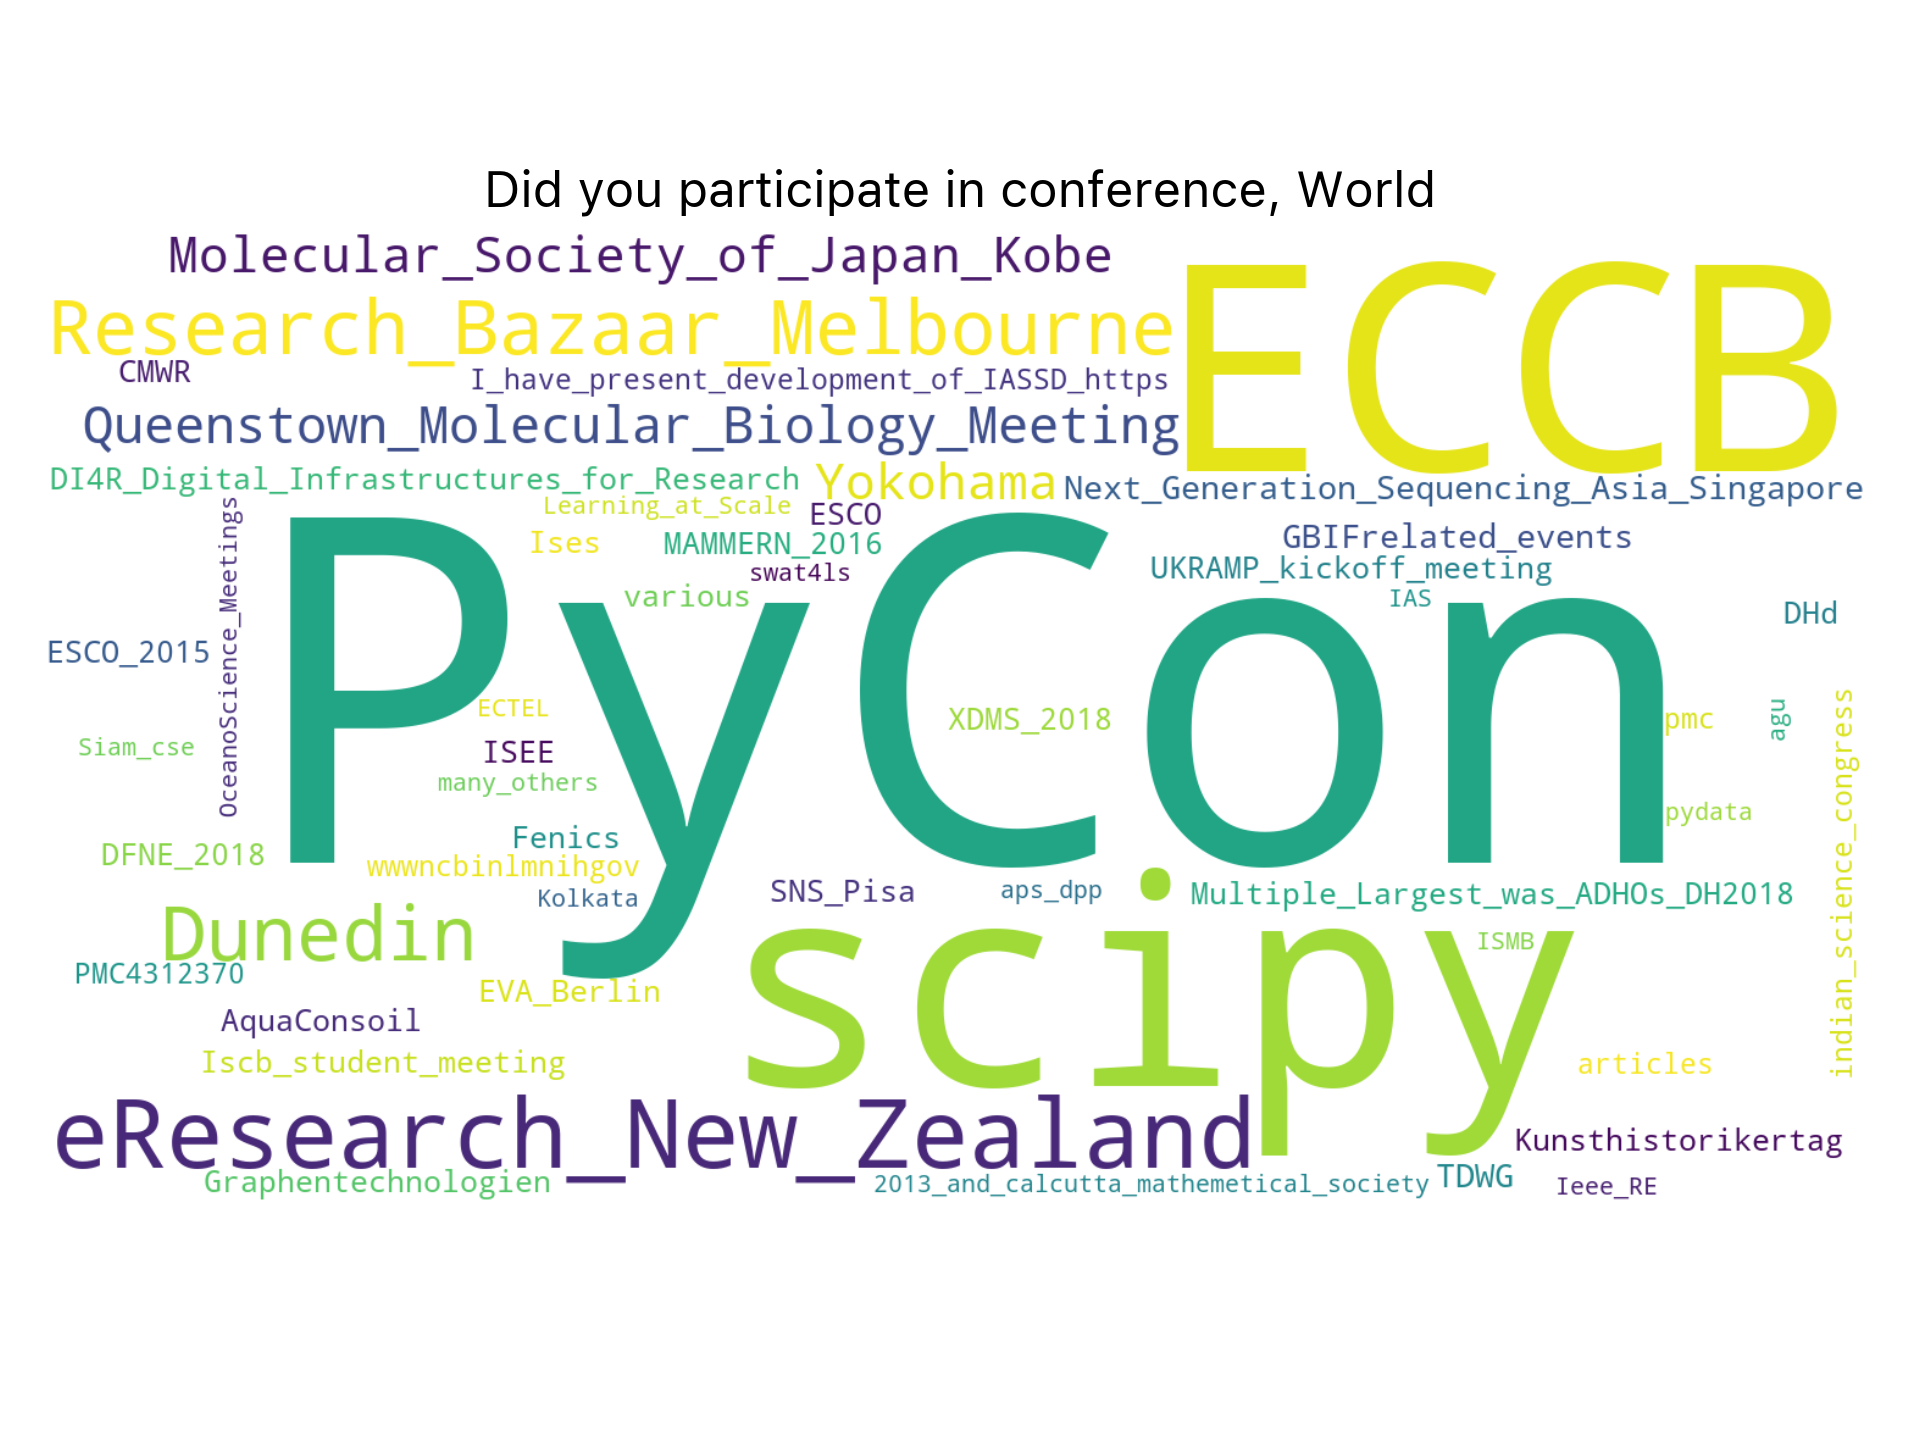 Did you participate in conference, World
Molecular_Society_of_Japan_Kobe
ECCB
Research_Bazaar_Melbourne
CMWR
I_have_present_development_of_IASSD_https
Queenstown_Molecular_Biology_Meeting
DI4R_Digital_Infrastructures_for_Research
Yokohama
Next_Generation_Sequencing_Asia_Singapore
Learning_at_Scale
ESCO
OceanoScience_Meetings
Ises
MAMMERN_2016
GBIFrelated_events
swat4ls
UKRAMP_kickoff_meeting
various
IAS
DHd
ESCO_2015
PyCon
ECTEL
XDMS_2018
pmc
agu
indian_science_congress
Siam_cse
ISEE
many_others
pydata
Fenics
DFNE_2018
wwwncbinlmnihgov
Kolkata
SNS_Pisa
aps_dpp
Multiple_Largest_was_ADHOs_DH2018
Dunedin
scipy
ISMB
PMC4312370
EVA_Berlin
AquaConsoil
Iscb_student_meeting
articles
eResearch_New_Zealand
Kunsthistorikertag
Graphentechnologien
2013_and_calcutta_mathemetical_society
TDWG
Ieee_RE